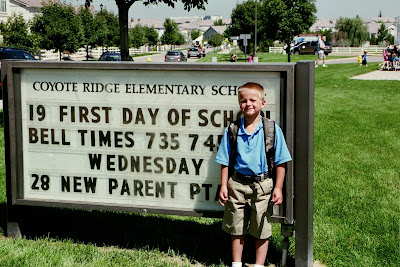 COYOTE RIDGE ELEMENTARY SCH
19 FIRST DAY OF SCH
BELL TIMES 735 74
WEDNESDAY
28 NEW PARENT PT